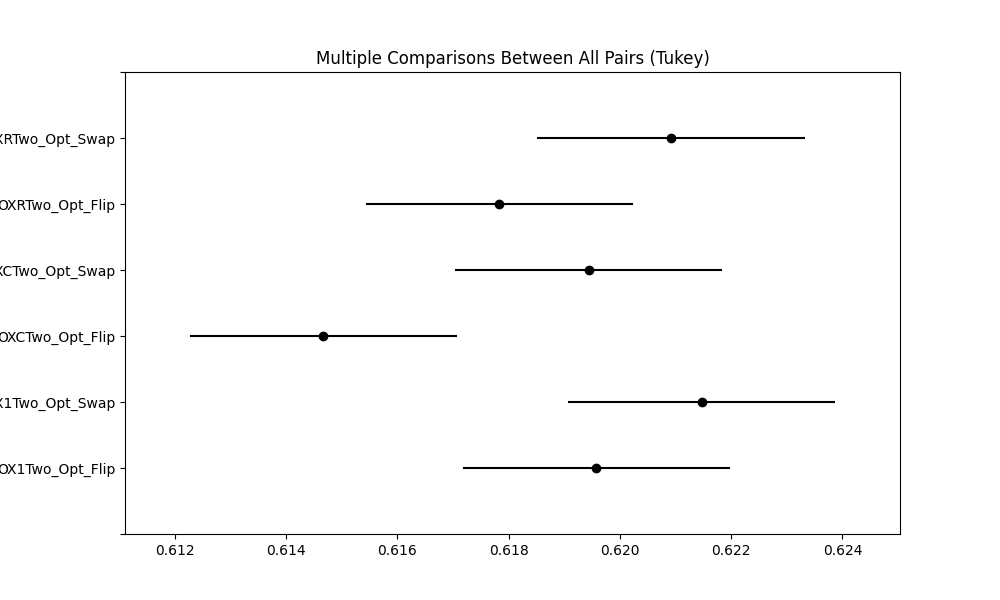 Multiple Comparisons Between All Pairs (Tukey)
XRTwo_Opt_Swap
OXRTwo_Opt_Flip
XCTwo_Opt_Swap
OXCTwo_Opt_Flip
X1Two_Opt_Swap
OX1Two_Opt_Flip
0.612 0.614 0.616 0.618 0.620 0.622 0.624